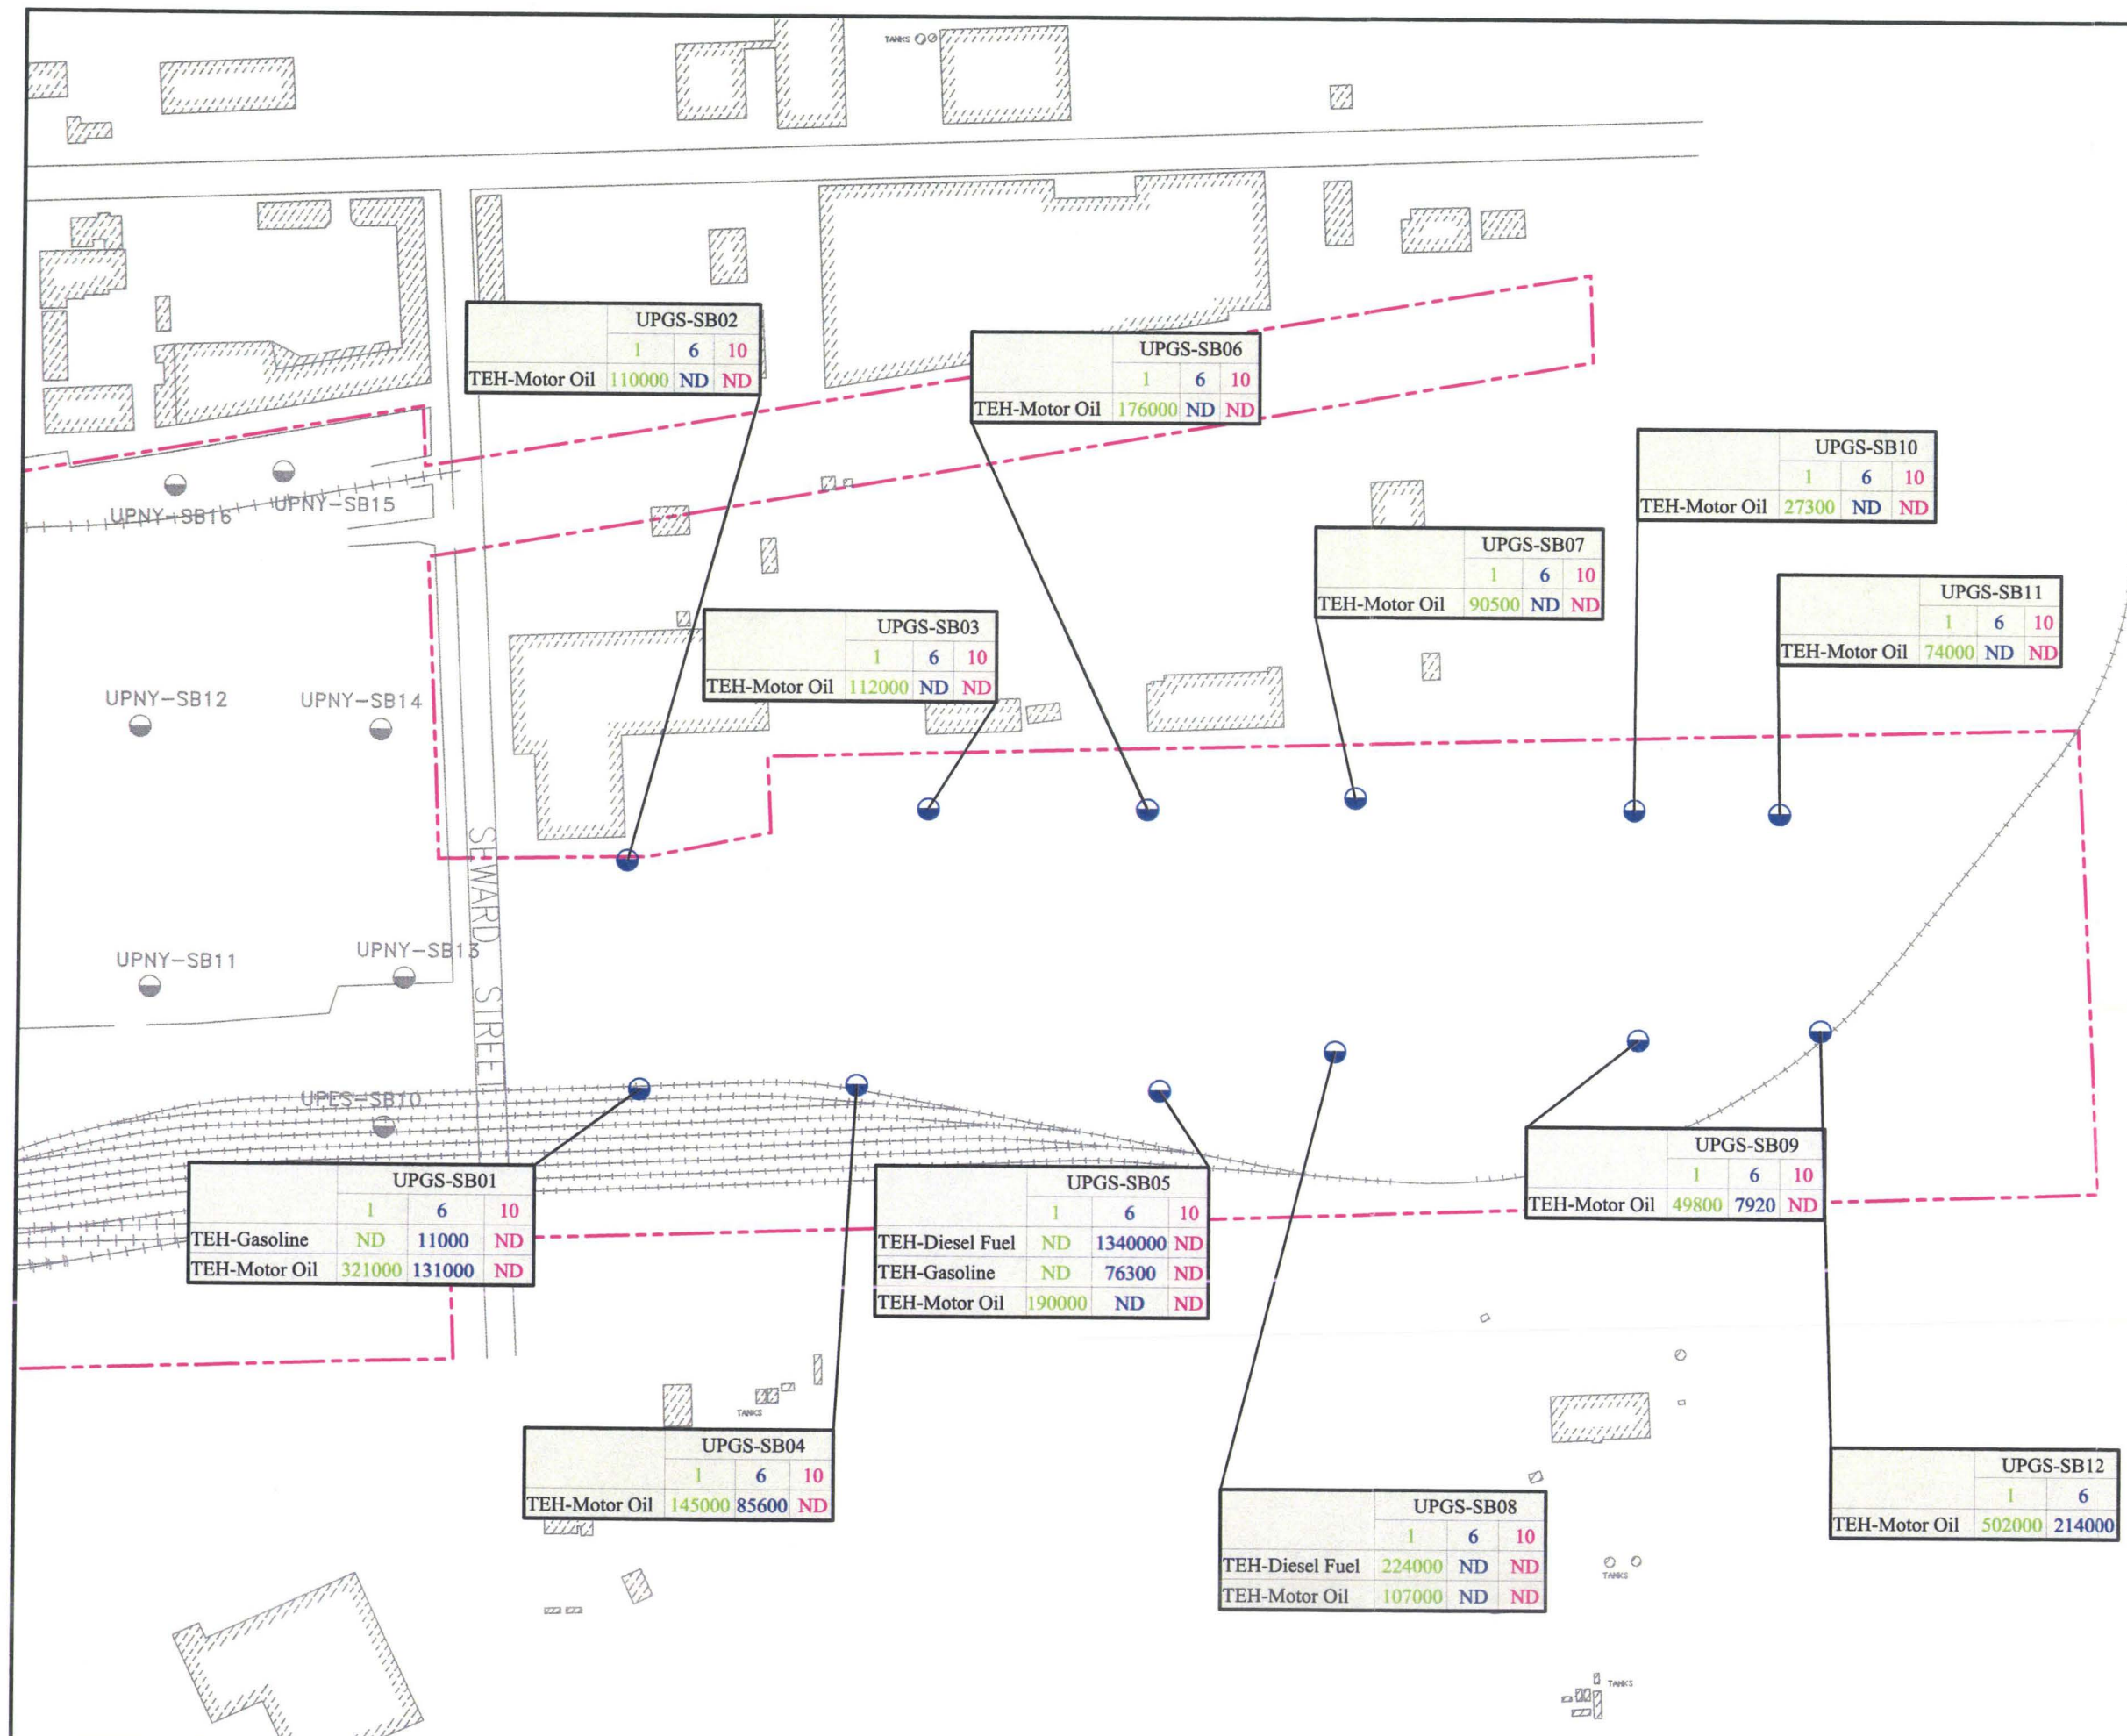 TANKS
UPGS-SB02
1 6 10
TEH-Motor Oil 110000 ND ND
UPGS-SB06
1 6 10
TEH-Motor Oil 176000 ND ND
UPGS-SB10
1 6 10
TEH-Motor Oil 27300 ND ND
UPNY-SB16
UPNY-SB15
UPGS-SB07
1 6 10
TEH-Motor Oil 90500 ND ND
UPGS-SB11
1 6 10
TEH-Motor Oil 74000 ND ND
UPGS-SB03
1 6 10
TEH-Motor Oil 112000 ND ND
UPNY-SB12
UPNY-SB14
SEWARD STREET
UPNY-SB11
UPNY-SB13
UPLS-SB10
UPGS-SB01
1 6 10
TEH-Gasoline ND 11000 ND
TEH-Motor Oil 321000 131000 ND
UPGS-SB05
1 6 10
TEH-Diesel Fuel ND 1340000 ND
TEH-Gasoline ND 76300 ND
TEH-Motor Oil 190000 ND ND
UPGS-SB09
1 6 10
TEH-Motor Oil 49800 7920 ND
TANKS
UPGS-SB04
1 6 10
TEH-Motor Oil 145000 85600 ND
UPGS-SB08
1 6 10
TEH-Diesel Fuel 224000 ND ND
TEH-Motor Oil 107000 ND ND
UPGS-SB12
1 6
TEH-Motor Oil 502000 214000
TANKS
TANKS